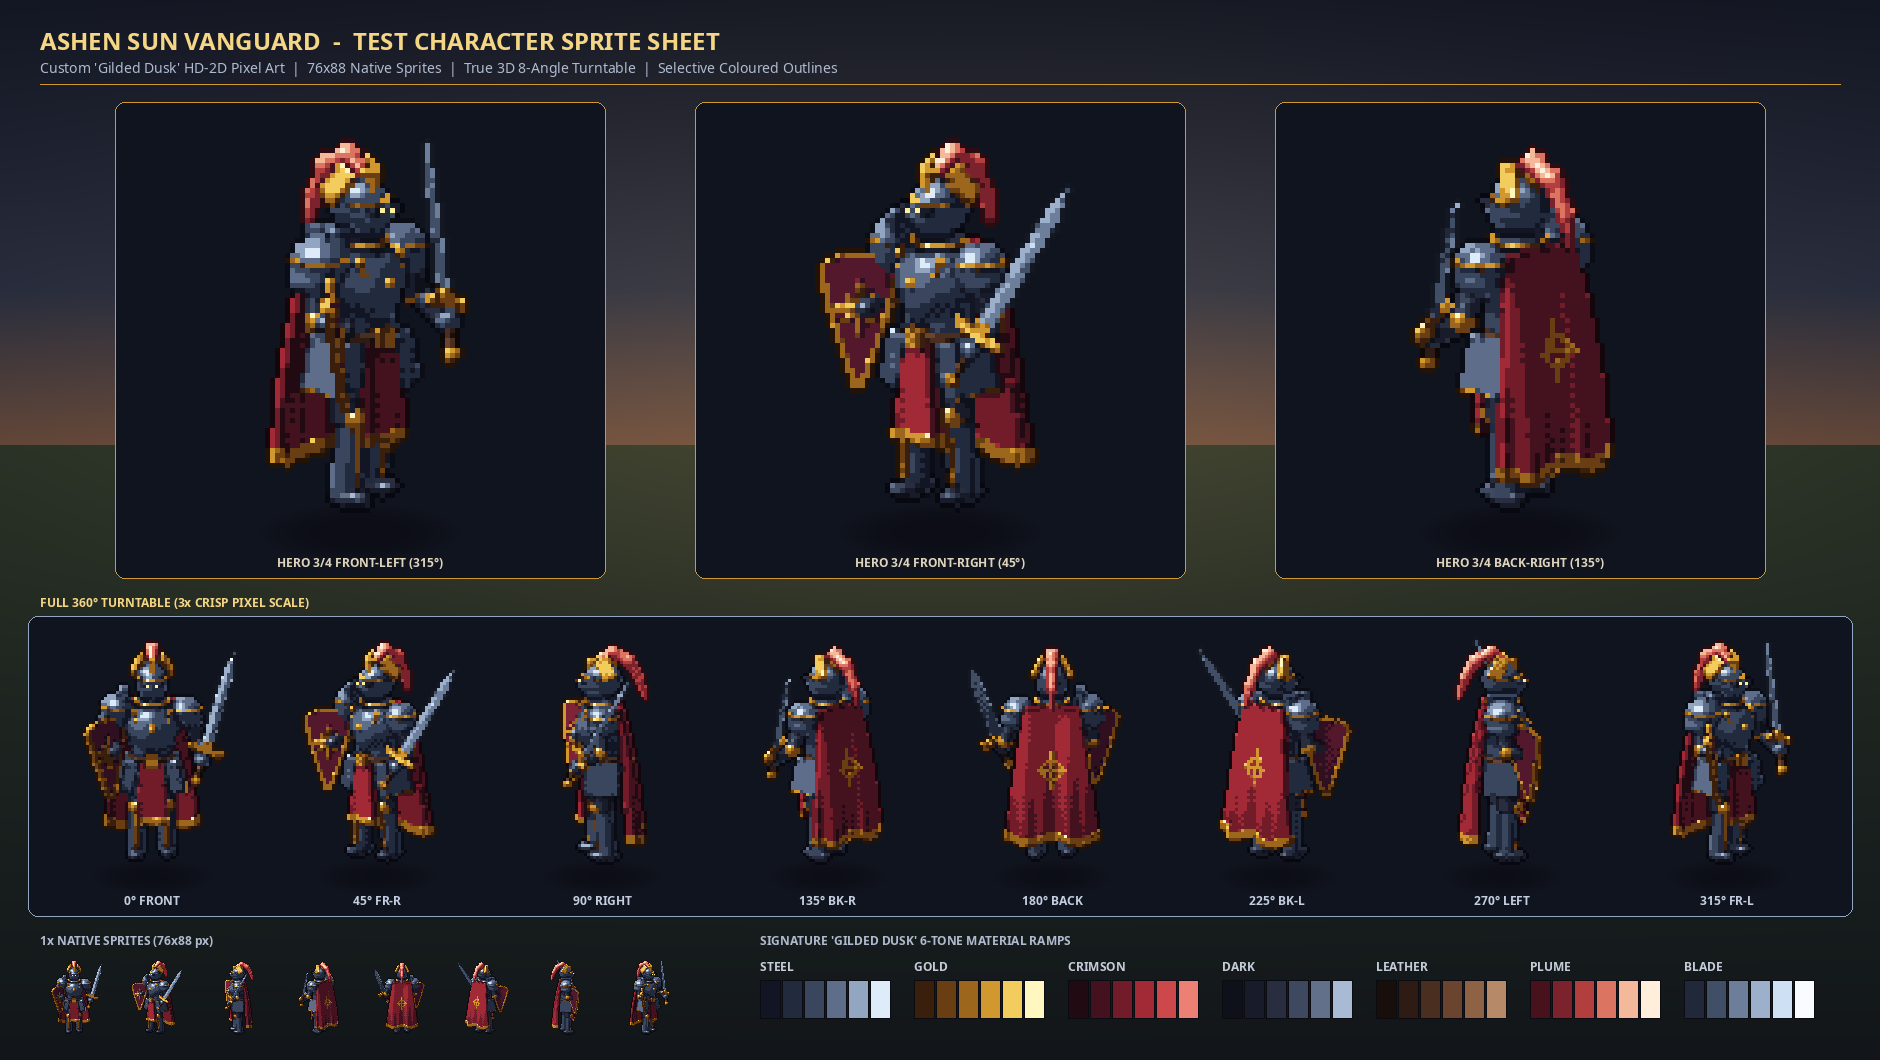 ASHEN SUN VANGUARD - TEST CHARACTER SPRITE SHEET
Custom 'Gilded Dusk' HD-2D Pixel Art | 76x88 Native Sprites | True 3D 8-Angle Turntable | Selective Coloured Outlines
HERO 3/4 FRONT-LEFT (315°)
HERO 3/4 FRONT-RIGHT (45°)
HERO 3/4 BACK-RIGHT (135°)
FULL 360° TURNTABLE (3x CRISP PIXEL SCALE)
0° FRONT
45° FR-R
90° RIGHT
135° BK-R
180° BACK
225° BK-L
270° LEFT
315° FR-L
1x NATIVE SPRITES (76x88 px)
SIGNATURE 'GILDED DUSK' 6-TONE MATERIAL RAMPS
STEEL
GOLD
CRIMSON
DARK
LEATHER
PLUME
BLADE